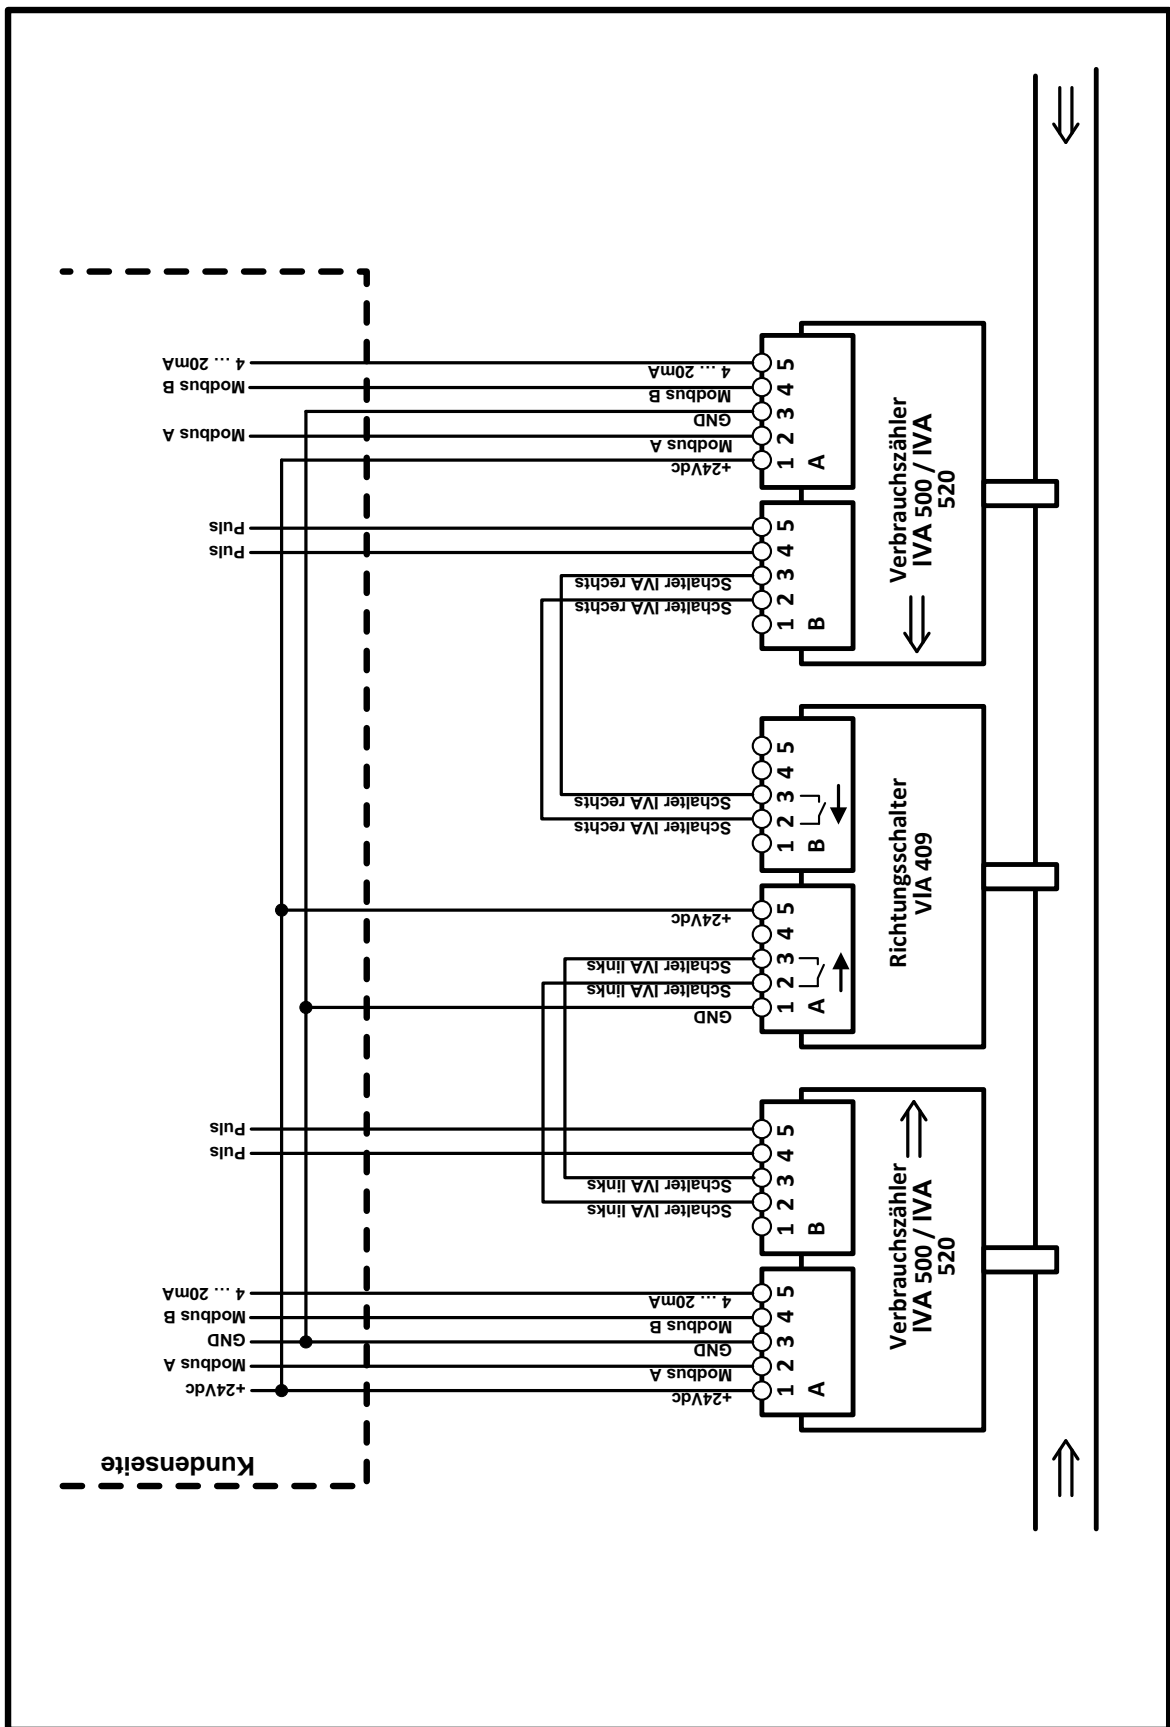 Kundenseite
+24Vdc
Modbus A
GND
Modbus B
4 ... 20mA
Puls
Puls
Puls
Puls
Modbus A
Modbus B
4 ... 20mA
+24Vdc
Modbus A
GND
Modbus B
4 ... 20mA
Schalter IVA links
Schalter IVA links
GND
Schalter IVA links
Schalter IVA links
+24Vdc
Schalter IVA rechts
Schalter IVA rechts
Schalter IVA rechts
Schalter IVA rechts
+24Vdc
Modbus A
GND
Modbus B
4 ... 20mA
1 2 3 4 5
A
1 2 3 4 5
B
1 2 3 4 5
A
1 2 3 4 5
B
1 2 3 4 5
B
1 2 3 4 5
A
Verbrauchszähler
IVA 500 / IVA
520
Richtungsschalter
VIA 409
Verbrauchszähler
IVA 500 / IVA
520